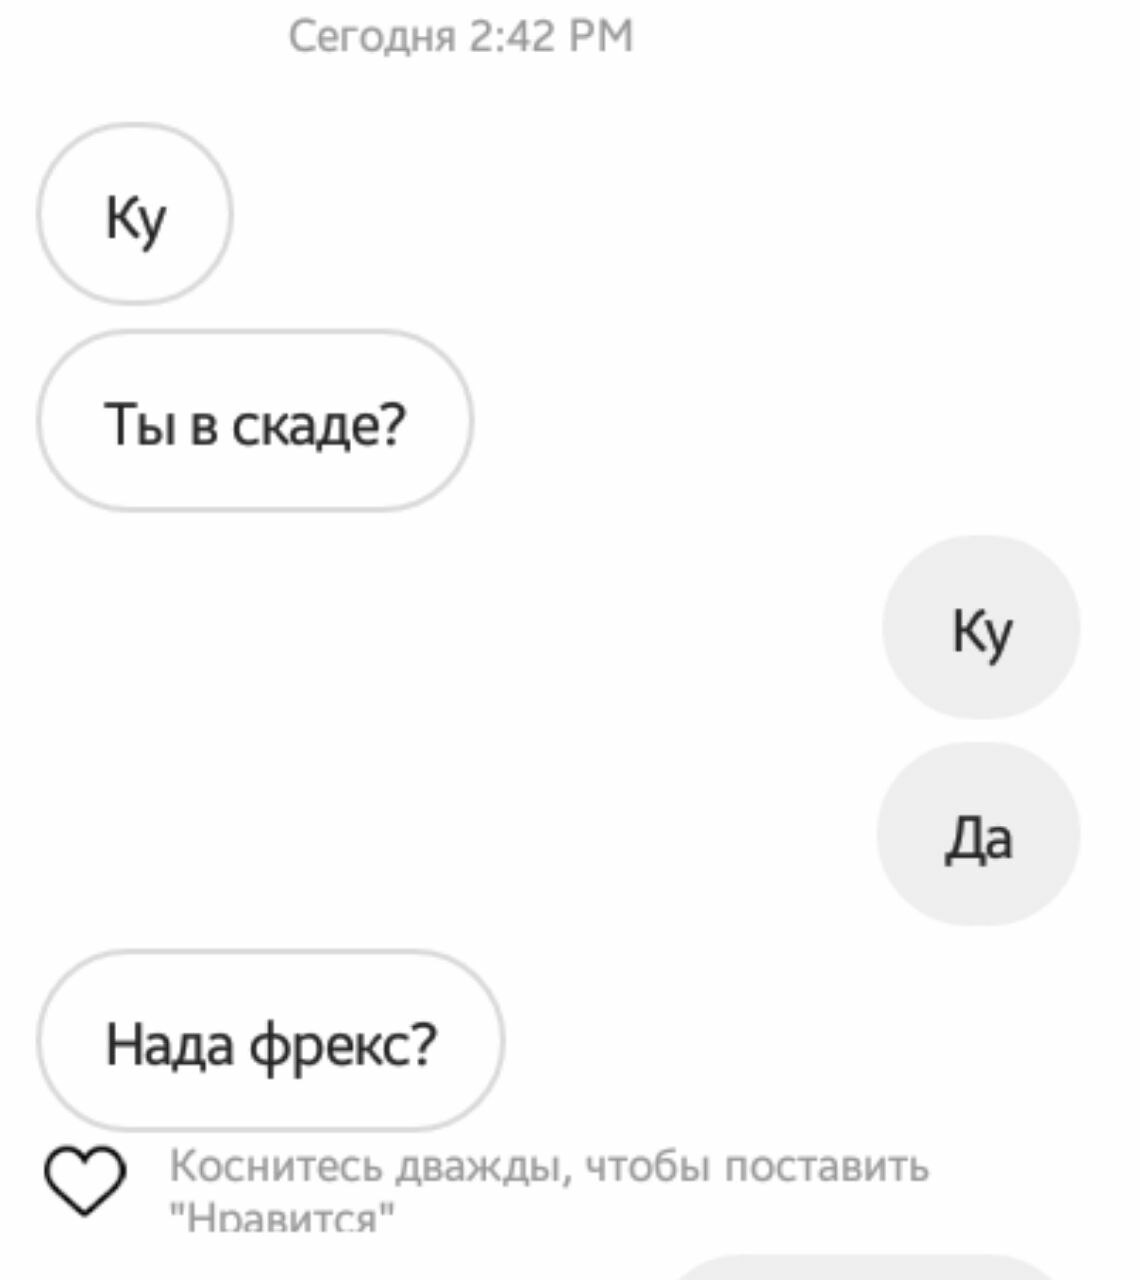 Сегодня 2:42 PM
Ку
Ты в скаде?
Ку
Да
Нада фрекс?
Коснитесь дважды, чтобы поставить
"Нравится"